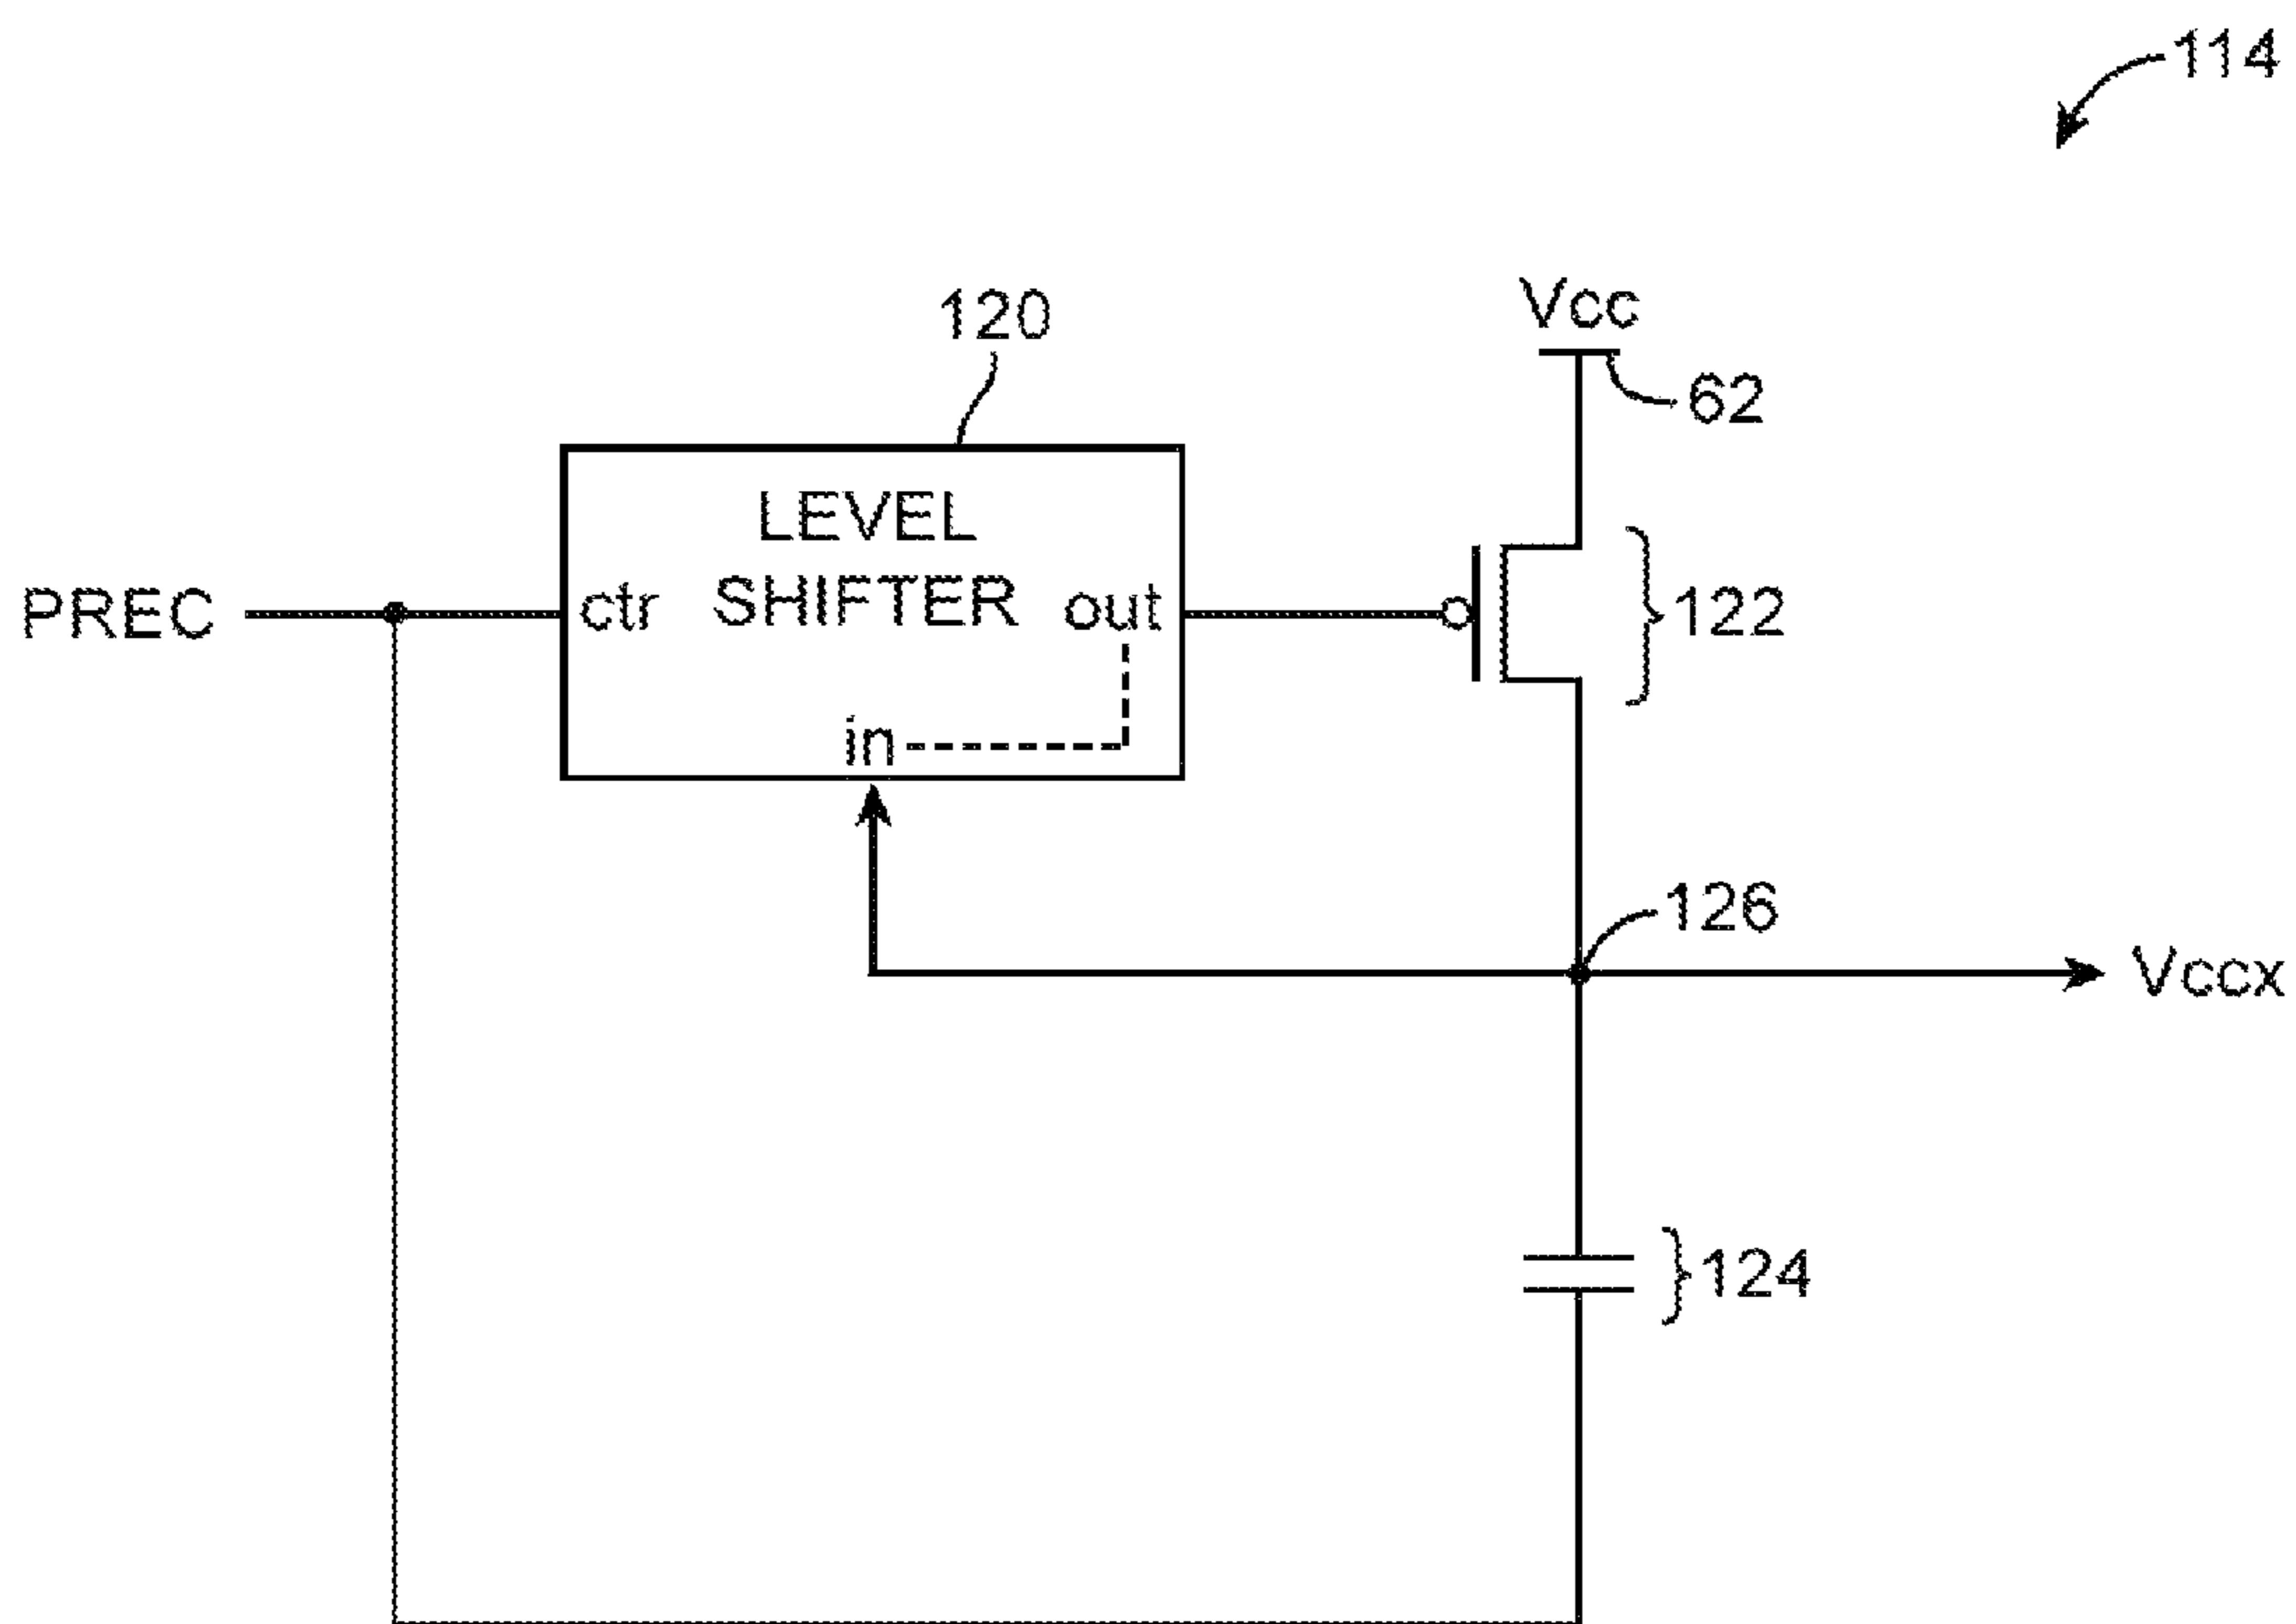 114
120
Vcc
62
LEVEL
SHIFTER
PREC
ctr
out
122
in
126
Vccx
124